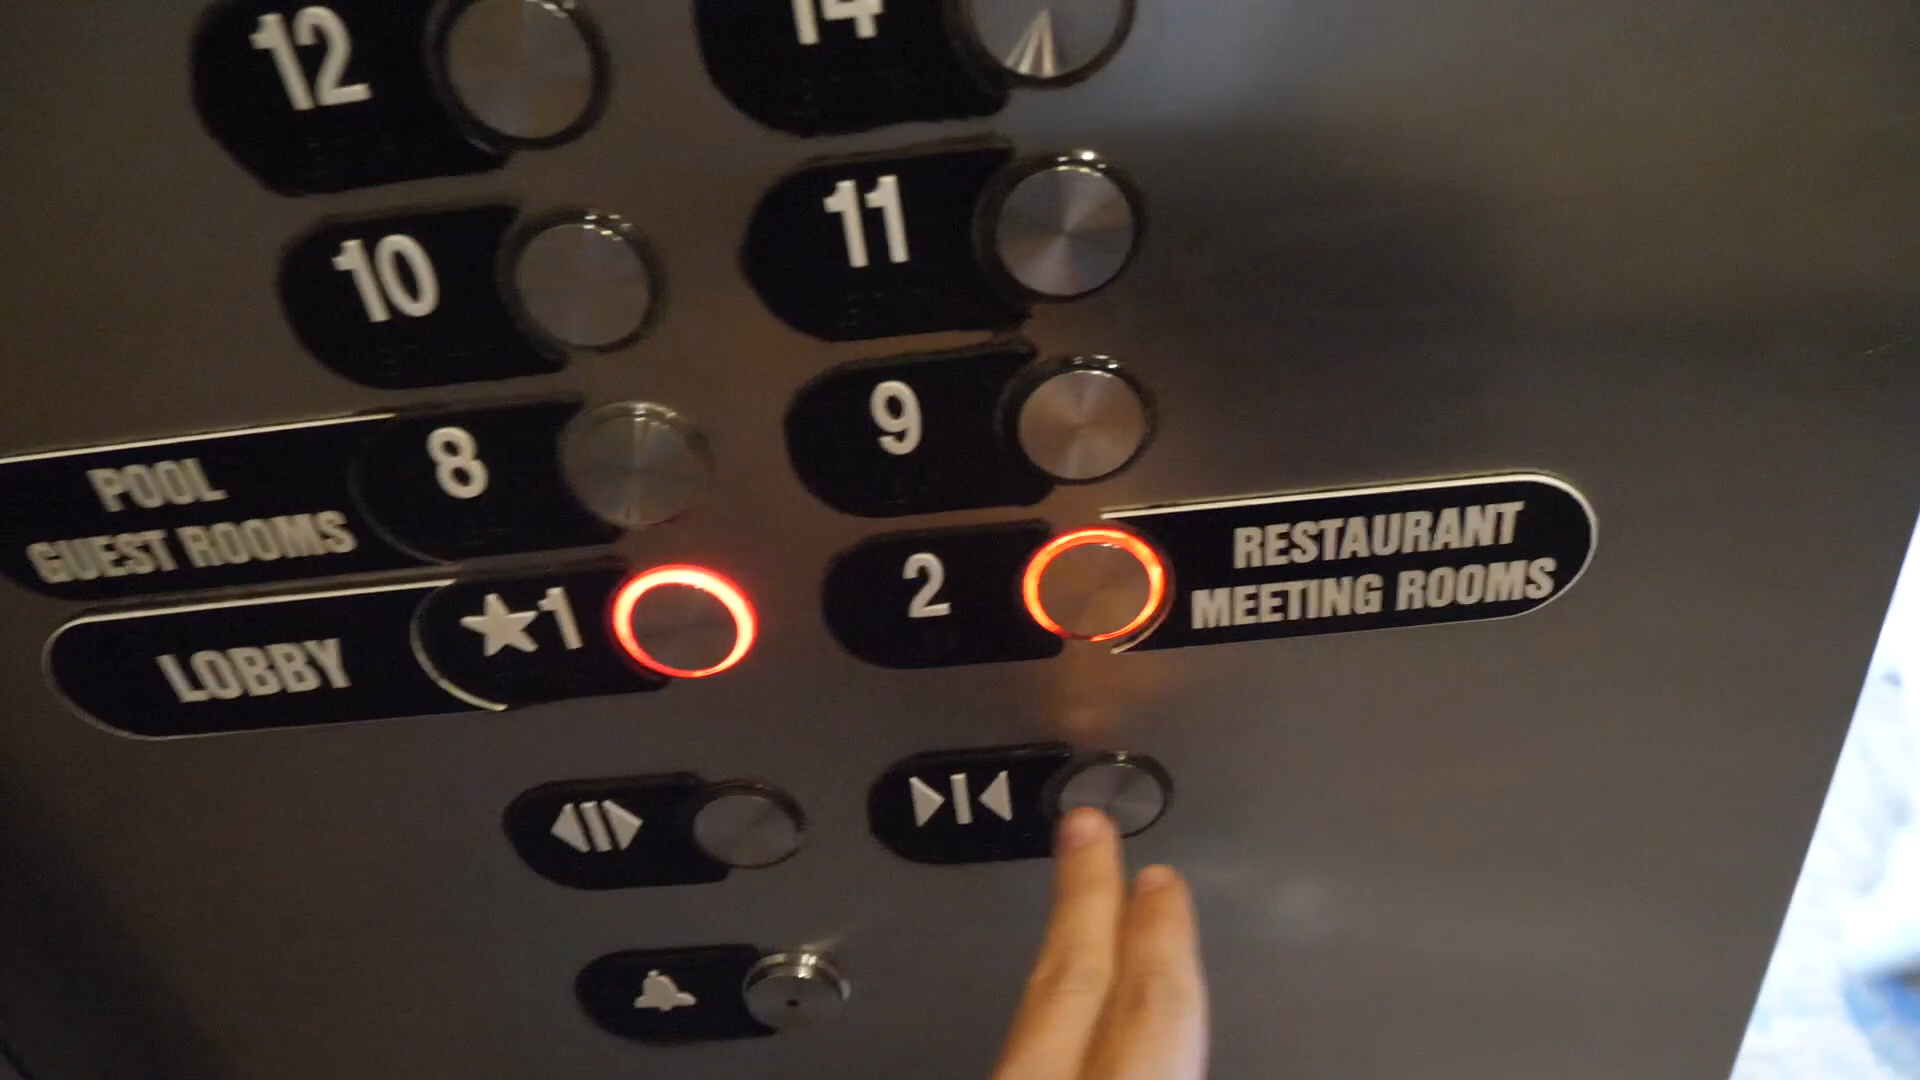 12
14
10
11
POOL
GUEST ROOMS
8
9
LOBBY
★1
2
RESTAURANT
MEETING ROOMS